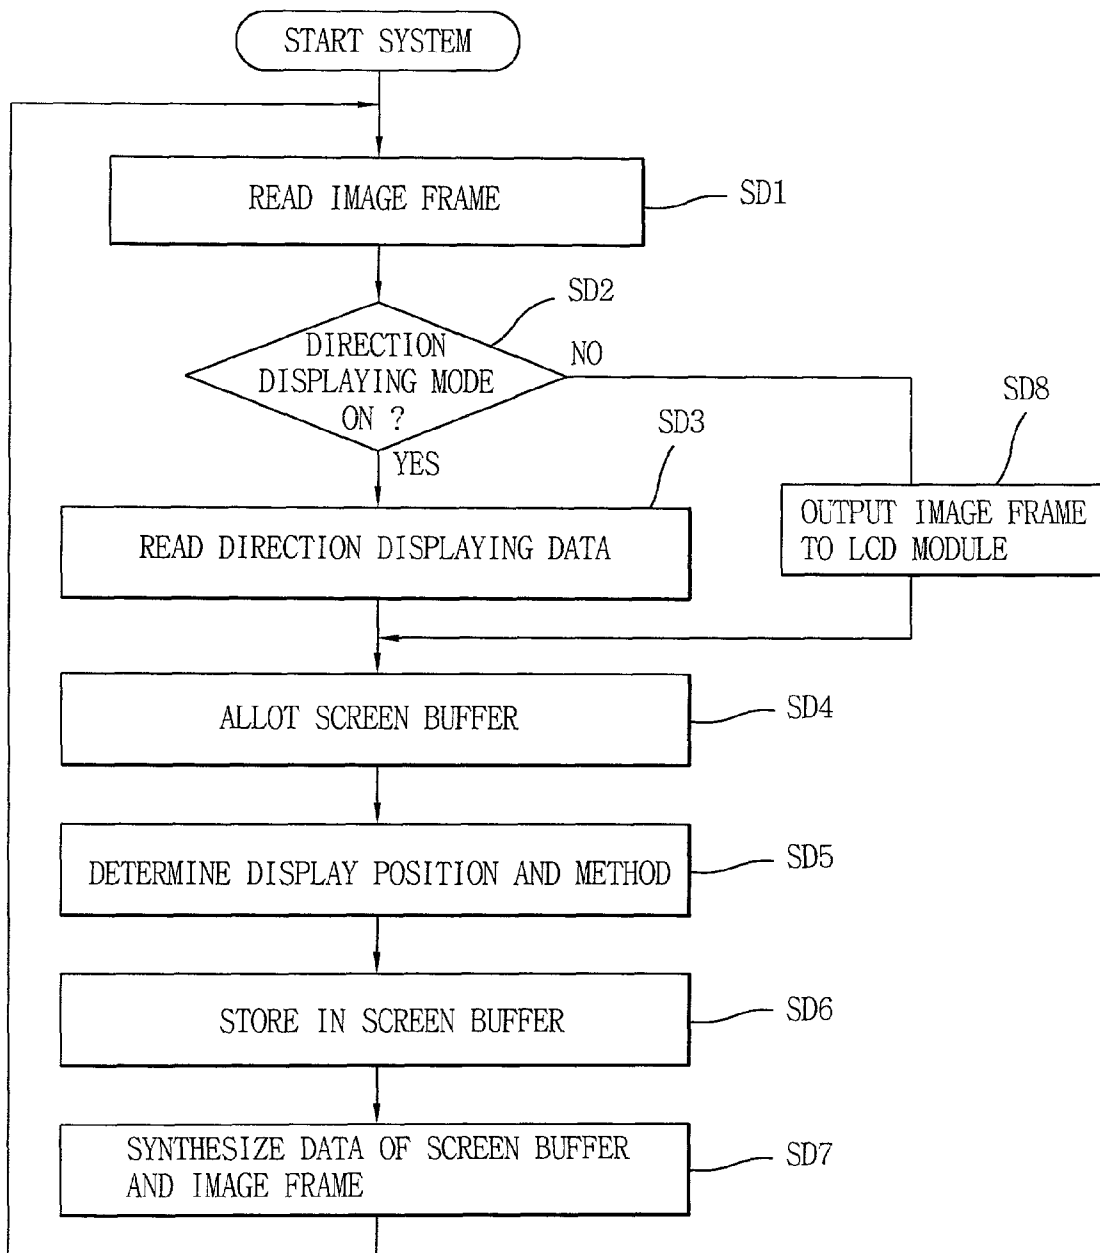 START SYSTEM
READ IMAGE FRAME
SD1
SD2
DIRECTION
DISPLAYING MODE
ON ?
NO
YES
SD3
SD8
READ DIRECTION DISPLAYING DATA
OUTPUT IMAGE FRAME
TO LCD MODULE
ALLOT SCREEN BUFFER
SD4
DETERMINE DISPLAY POSITION AND METHOD
SD5
STORE IN SCREEN BUFFER
SD6
SYNTHESIZE DATA OF SCREEN BUFFER
AND IMAGE FRAME
SD7